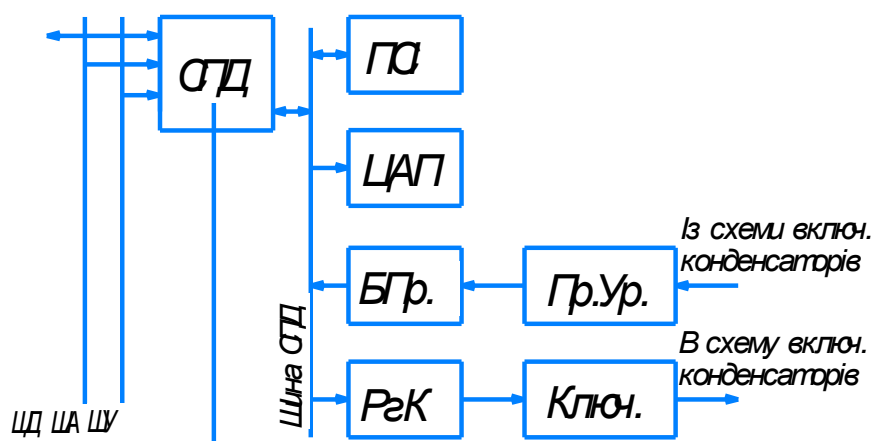 СПД
ПС
ЦАП
Із схеми включ.
конденсаторів
БПр.
Пр.Ур.
Шина СПД
В схему включ.
конденсаторів
РгК
Ключ.
ШД ША ШУ